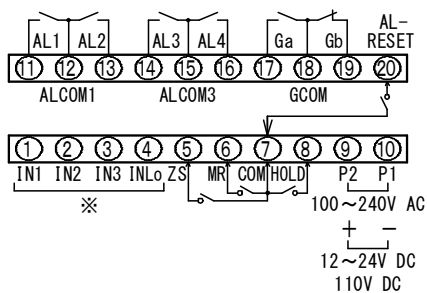 AL1 AL2 AL3 AL4 Ga Gb AL-RESET
11 12 13 14 15 16 17 18 19 20
ALCOM1 ALCOM3 GCOM
1 2 3 4 5 6 7 8 9 10
IN1 IN2 IN3 INLo ZS MR COM HOLD P2 P1
※
100~240V AC
+ −
12~24V DC
110V DC